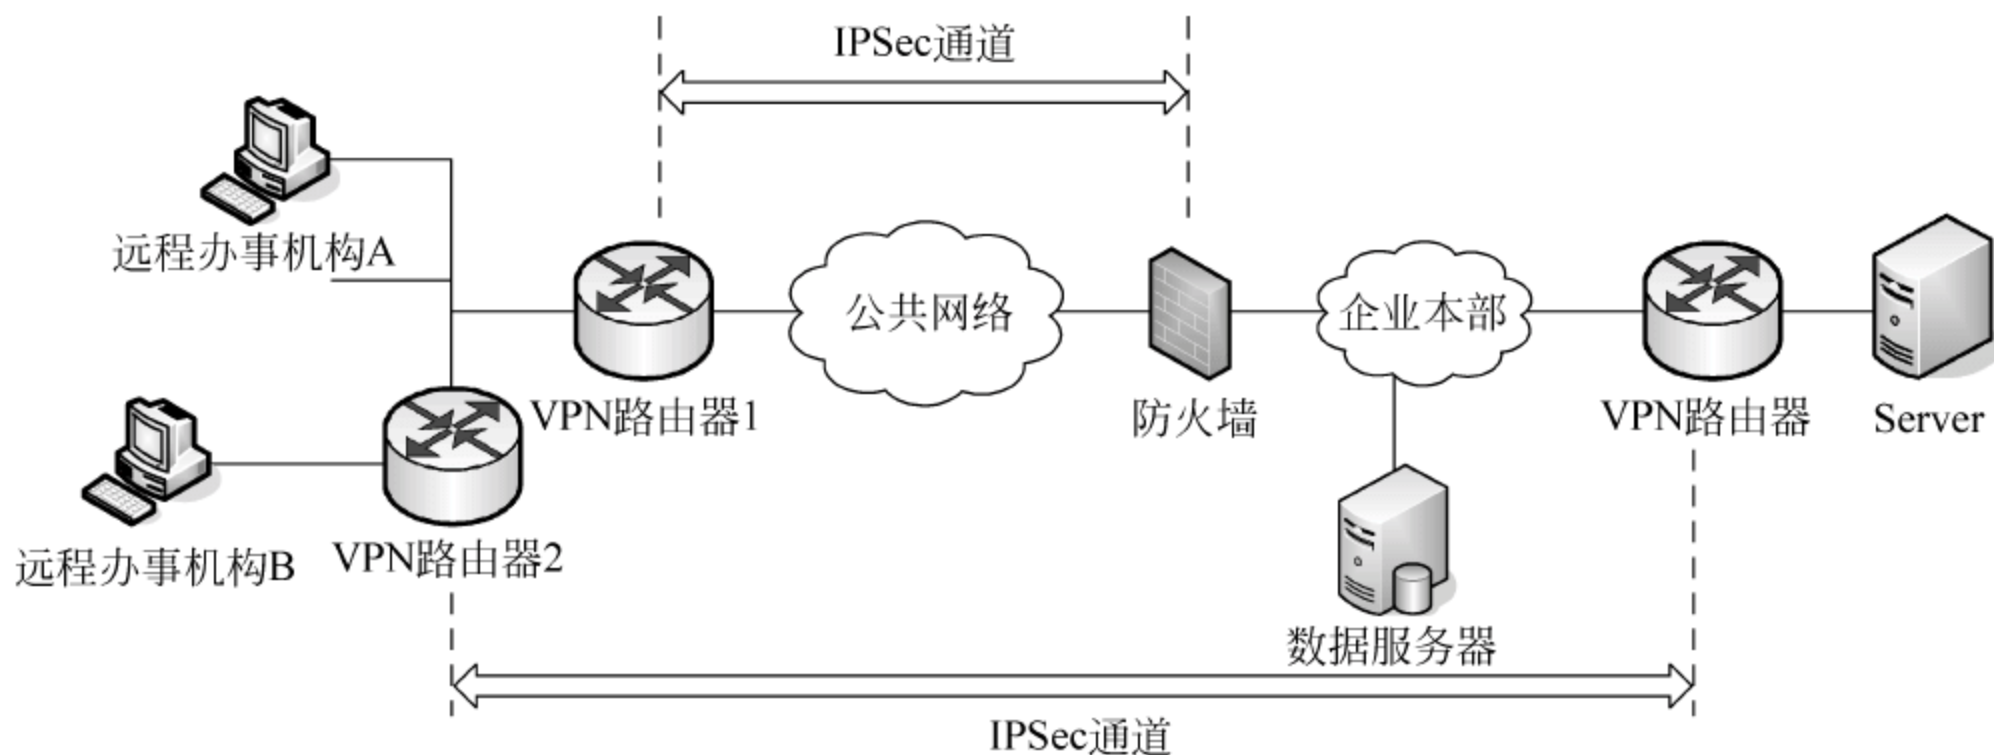 IPSec通道
远程办事机构A
公共网络
企业本部
VPN路由器1
防火墙
VPN路由器
Server
远程办事机构B
VPN路由器2
数据服务器
IPSec通道